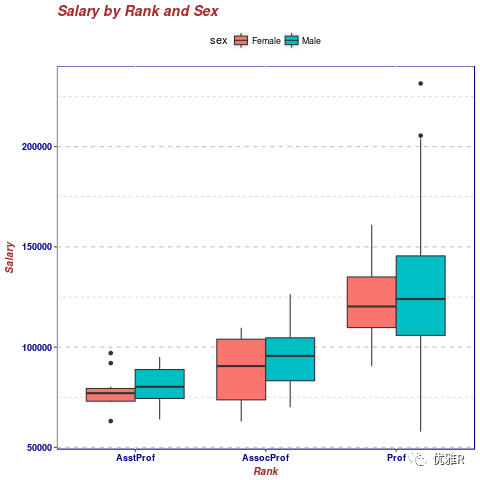 Salary by Rank and Sex
sex Female Male
Salary
200000
150000
100000
50000
AsstProf AssocProf Prof
Rank
优雅R